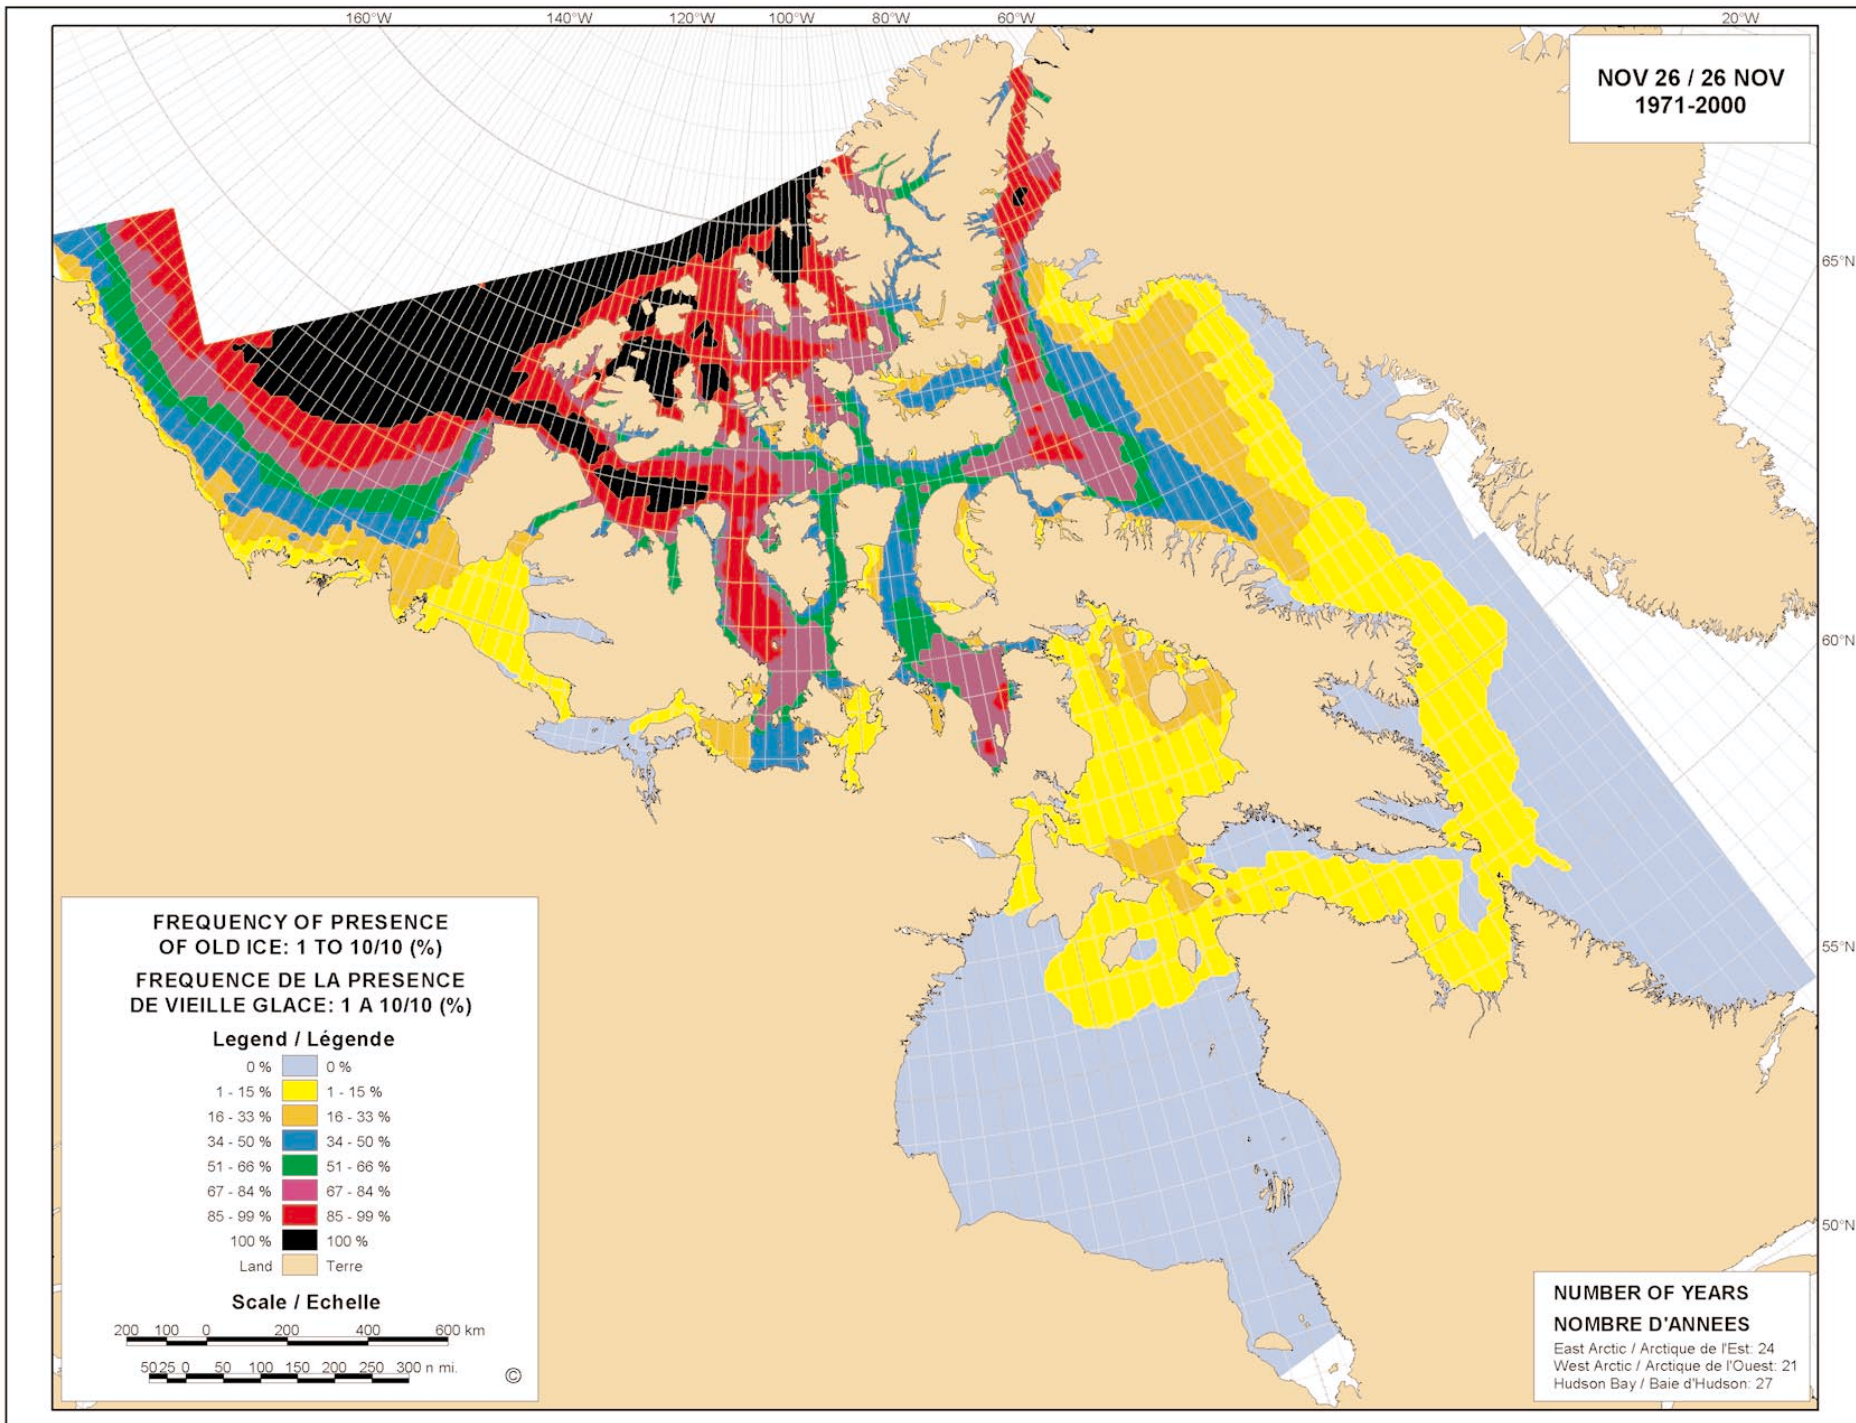 160°W 140°W 120°W 100°W 80°W 60°W 20°W
NOV 26 / 26 NOV
1971-2000
65°N
60°N
55°N
50°N
FREQUENCY OF PRESENCE
OF OLD ICE: 1 TO 10/10 (%)
FREQUENCE DE LA PRESENCE
DE VIEILLE GLACE: 1 A 10/10 (%)
Legend / Légende
0 % 0 %
1 - 15 % 1 - 15 %
16 - 33 % 16 - 33 %
34 - 50 % 34 - 50 %
51 - 66 % 51 - 66 %
67 - 84 % 67 - 84 %
85 - 99 % 85 - 99 %
100 % 100 %
Land Terre
Scale / Echelle
200 100 0 200 400 600 km
50 25 0 50 100 150 200 250 300 n mi.
©
NUMBER OF YEARS
NOMBRE D'ANNEES
East Arctic / Arctique de l'Est: 24
West Arctic / Arctique de l'Ouest: 21
Hudson Bay / Baie d'Hudson: 27